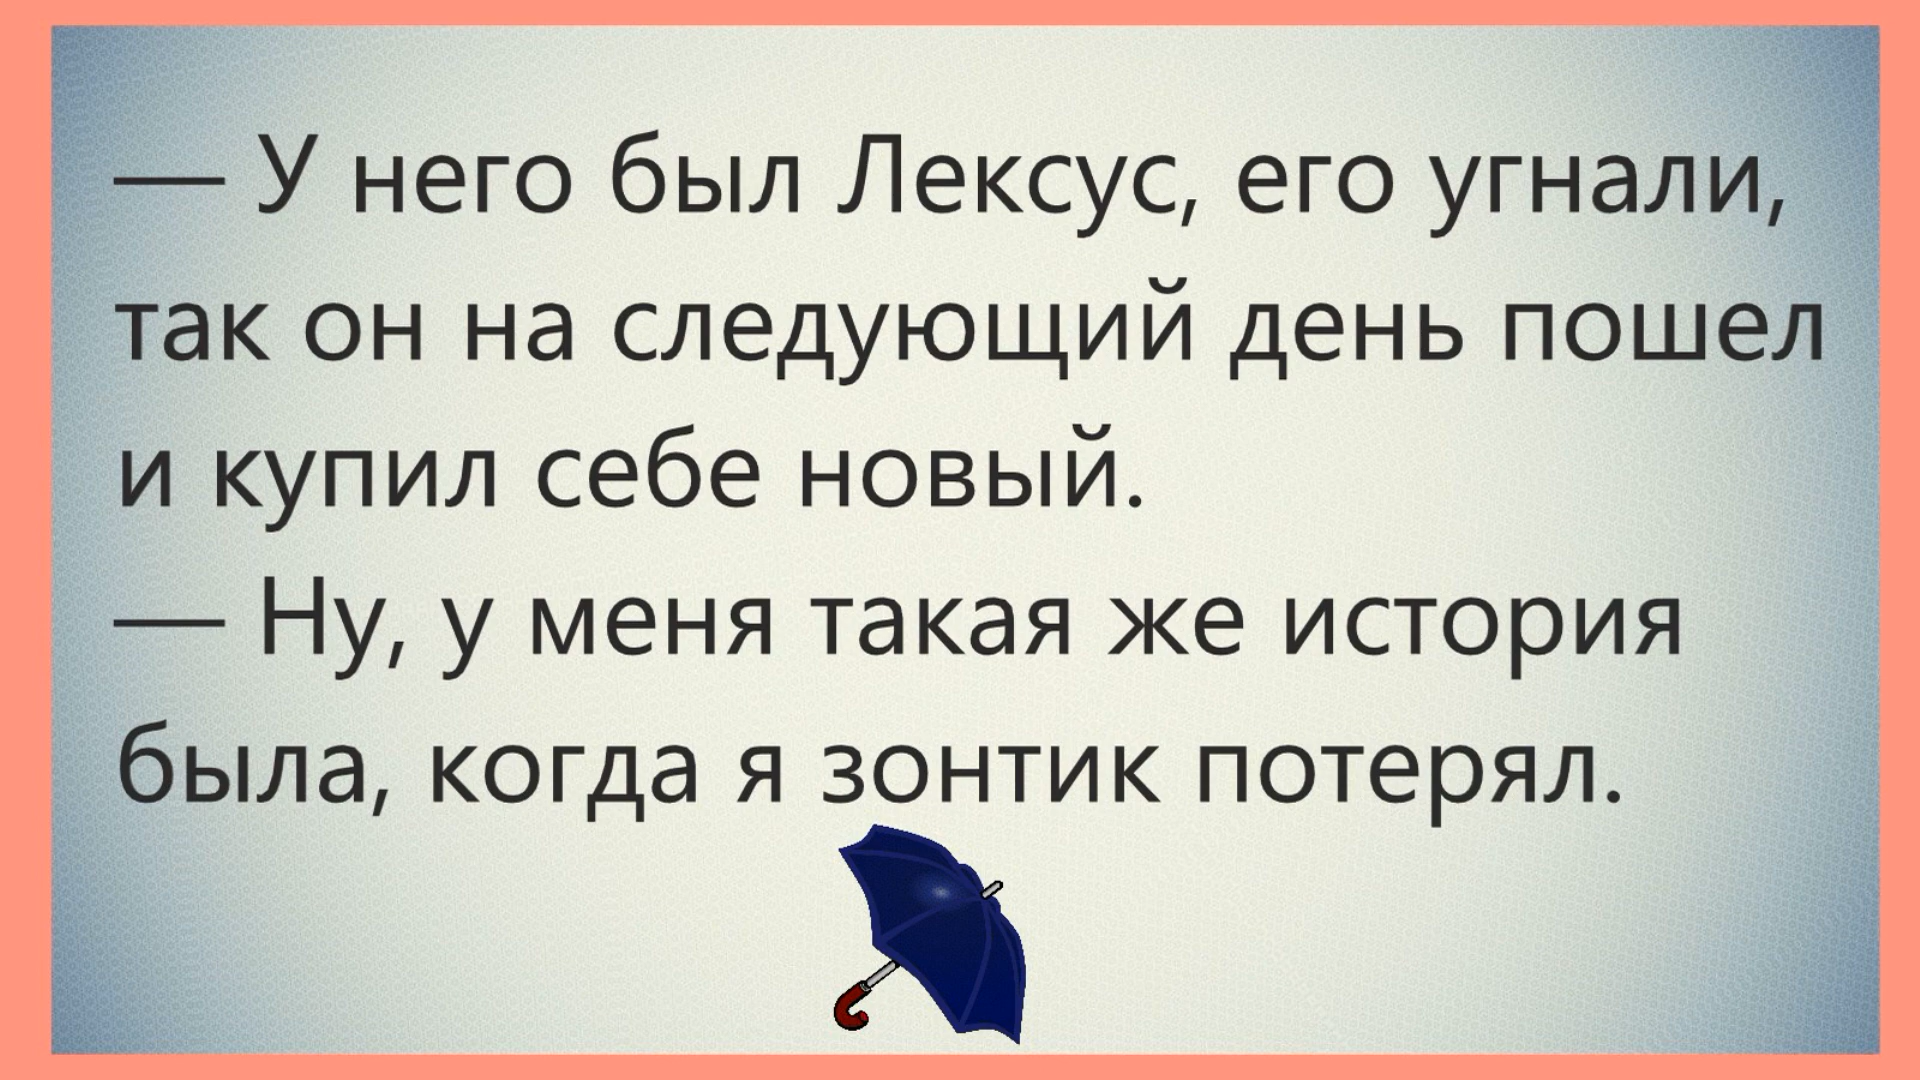 — У него был Лексус, его угнали,
так он на следующий день пошел
и купил себе новый.
— Ну, у меня такая же история
была, когда я зонтик потерял.